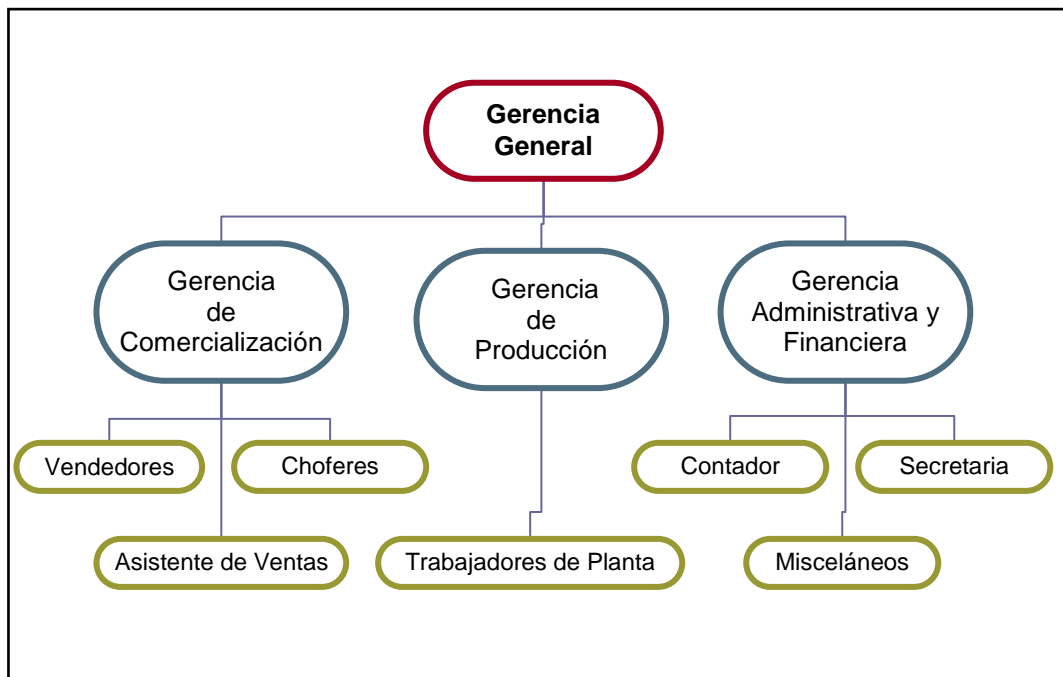 Gerencia
General
Gerencia
de
Comercialización
Gerencia
de
Producción
Gerencia
Administrativa y
Financiera
Vendedores
Choferes
Contador
Secretaria
Asistente de Ventas
Trabajadores de Planta
Misceláneos